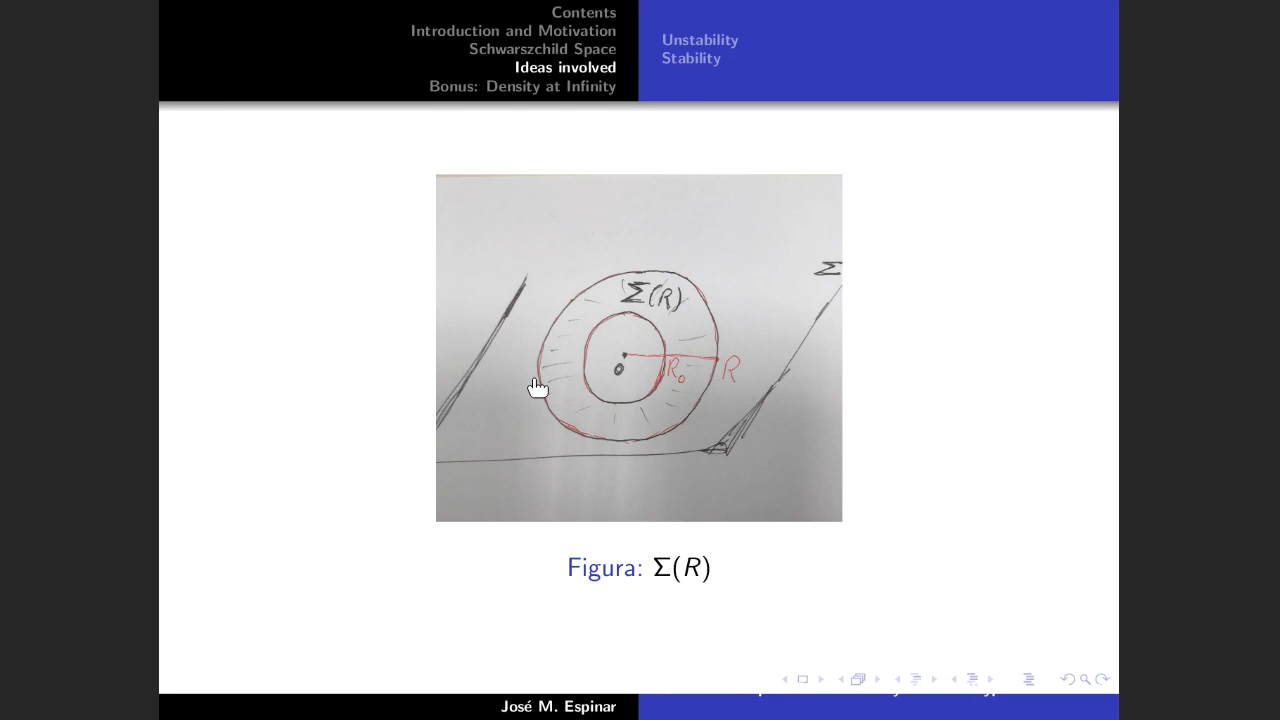 Contents
Introduction and Motivation
Schwarszchild Space
Ideas involved
Bonus: Density at Infinity
Unstability
Stability
Σ
Σ(R)
0
R₀
R
Figura: Σ(R)
José M. Espinar